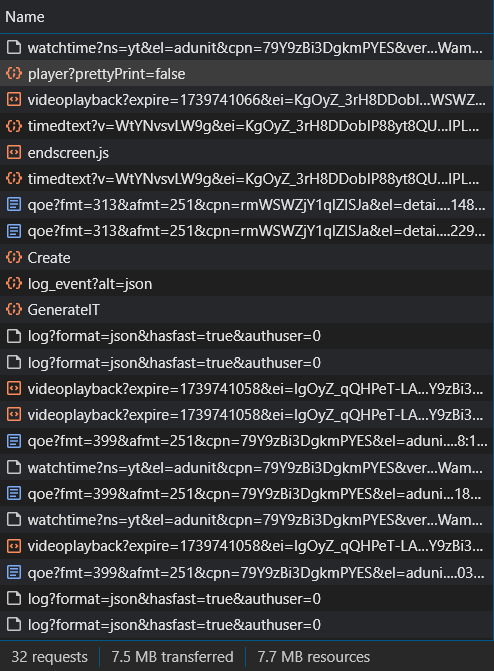 Name
watchtime?ns=yt&el=adunit&cpn=79Y9zBi3DgkmPYES&ver...Wam...
player?prettyPrint=false
videoplayback?expire=1739741066&ei=KgOyZ_3rH8DDobI...WSWZ...
timedtext?v=WtYNvsvLW9g&ei=KgOyZ_3rH8DDobIP88yt8QU...IPL...
endscreen.js
timedtext?v=WtYNvsvLW9g&ei=KgOyZ_3rH8DDobIP88yt8QU...IPL...
qoe?fmt=313&afmt=251&cpn=rmWSWZjY1qIZISJa&el=detai....148...
qoe?fmt=313&afmt=251&cpn=rmWSWZjY1qIZISJa&el=detai....229...
Create
log_event?alt=json
GenerateIT
log?format=json&hasfast=true&authuser=0
log?format=json&hasfast=true&authuser=0
videoplayback?expire=1739741058&ei=IgOyZ_qQHPeT-LA...Y9zBi3...
videoplayback?expire=1739741058&ei=IgOyZ_qQHPeT-LA...Y9zBi3...
qoe?fmt=399&afmt=251&cpn=79Y9zBi3DgkmPYES&el=aduni....8:1...
watchtime?ns=yt&el=adunit&cpn=79Y9zBi3DgkmPYES&ver...Wam...
qoe?fmt=399&afmt=251&cpn=79Y9zBi3DgkmPYES&el=aduni....18...
watchtime?ns=yt&el=adunit&cpn=79Y9zBi3DgkmPYES&ver...Wam...
videoplayback?expire=1739741058&ei=IgOyZ_qQHPeT-LA...Y9zBi3...
qoe?fmt=399&afmt=251&cpn=79Y9zBi3DgkmPYES&el=aduni....03...
log?format=json&hasfast=true&authuser=0
log?format=json&hasfast=true&authuser=0
32 requests 7.5 MB transferred 7.7 MB resources